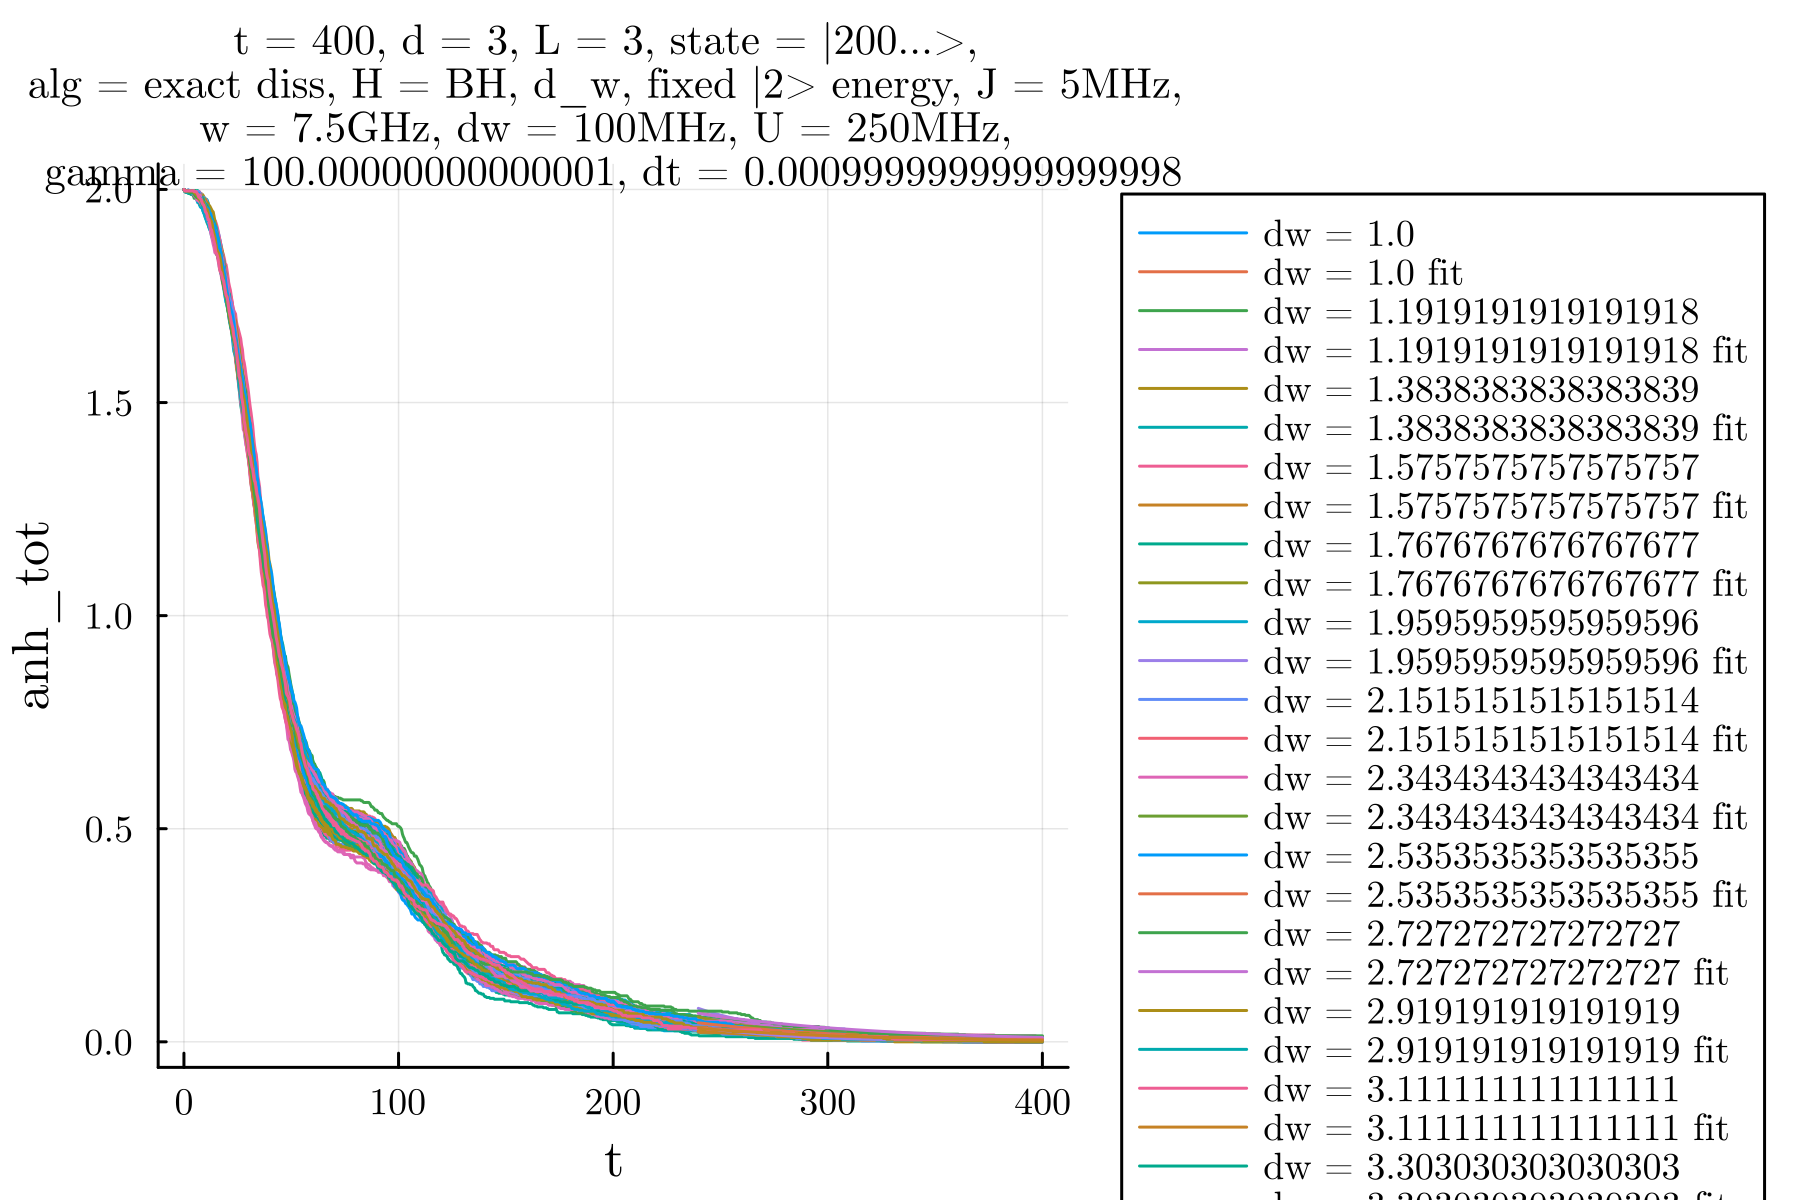 t = 400, d = 3, L = 3, state = |200...>,
alg = exact diss, H = BH, d_w, fixed |2> energy, J = 5MHz,
w = 7.5GHz, dw = 100MHz, U = 250MHz,
gamma = 100.00000000000001, dt = 0.0009999999999999998
2.0
1.5
1.0
0.5
0.0
anh_tot
0 100 200 300 400
t
dw = 1.0
dw = 1.0 fit
dw = 1.1919191919191918
dw = 1.1919191919191918 fit
dw = 1.3838383838383839
dw = 1.3838383838383839 fit
dw = 1.5757575757575757
dw = 1.5757575757575757 fit
dw = 1.7676767676767677
dw = 1.7676767676767677 fit
dw = 1.9595959595959596
dw = 1.9595959595959596 fit
dw = 2.1515151515151514
dw = 2.1515151515151514 fit
dw = 2.3434343434343434
dw = 2.3434343434343434 fit
dw = 2.5353535353535355
dw = 2.5353535353535355 fit
dw = 2.727272727272727
dw = 2.727272727272727 fit
dw = 2.919191919191919
dw = 2.919191919191919 fit
dw = 3.111111111111111
dw = 3.111111111111111 fit
dw = 3.303030303030303